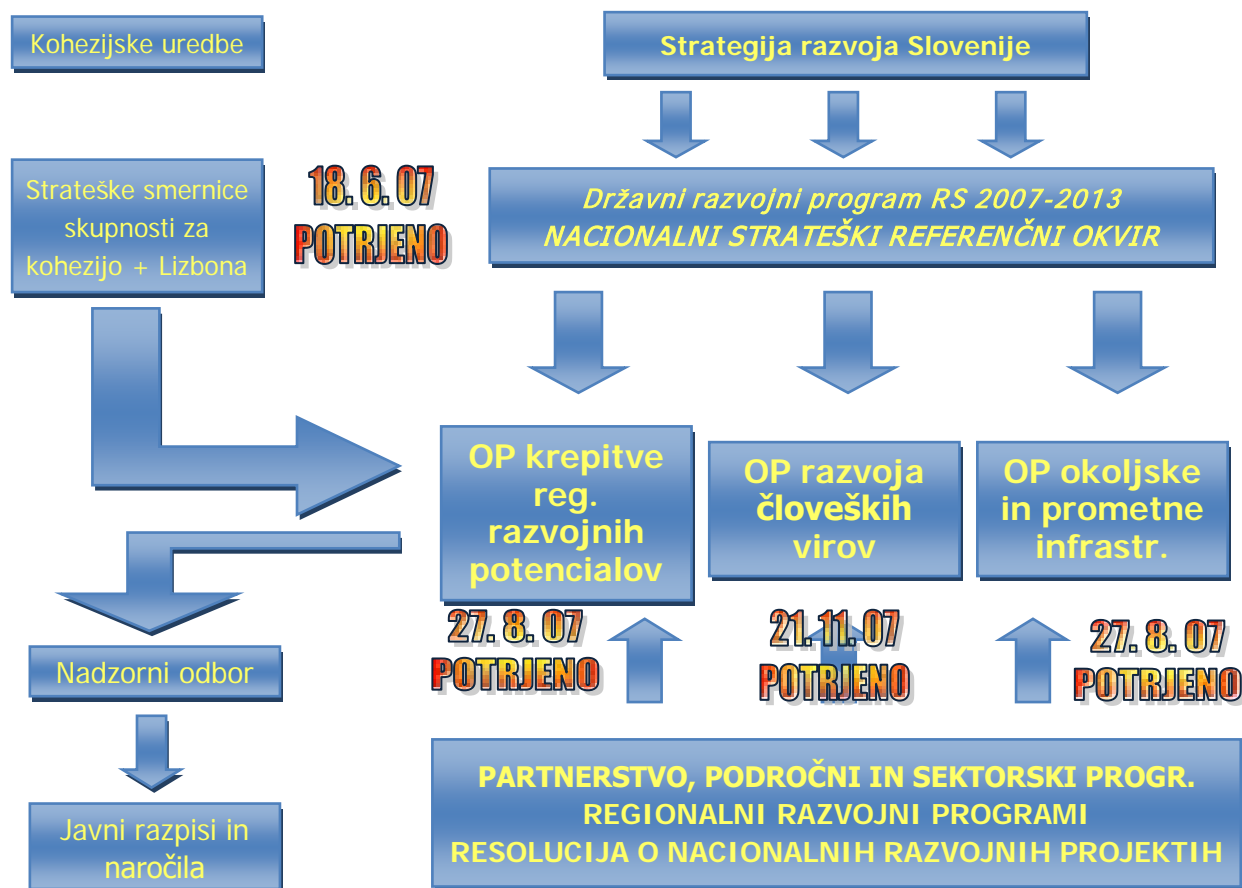 Kohezijske uredbe
Strategija razvoja Slovenije
Strateške smernice
skupnosti za
kohezijo + Lizbona
18. 6. 07
POTRJENO
Državni razvojni program RS 2007-2013
NACIONALNI STRATEŠKI REFERENČNI OKVIR
OP krepitve
reg.
razvojnih
potencialov
OP razvoja
človeških
virov
OP okoljske
in prometne
infrastr.
27. 8. 07
POTRJENO
21. 11. 07
POTRJENO
27. 8. 07
POTRJENO
Nadzorni odbor
Javni razpisi in
naročila
PARTNERSTVO, PODROČNI IN SEKTORSKI PROGR.
REGIONALNI RAZVOJNI PROGRAMI
RESOLUCIJA O NACIONALNIH RAZVOJNIH PROJEKTIH